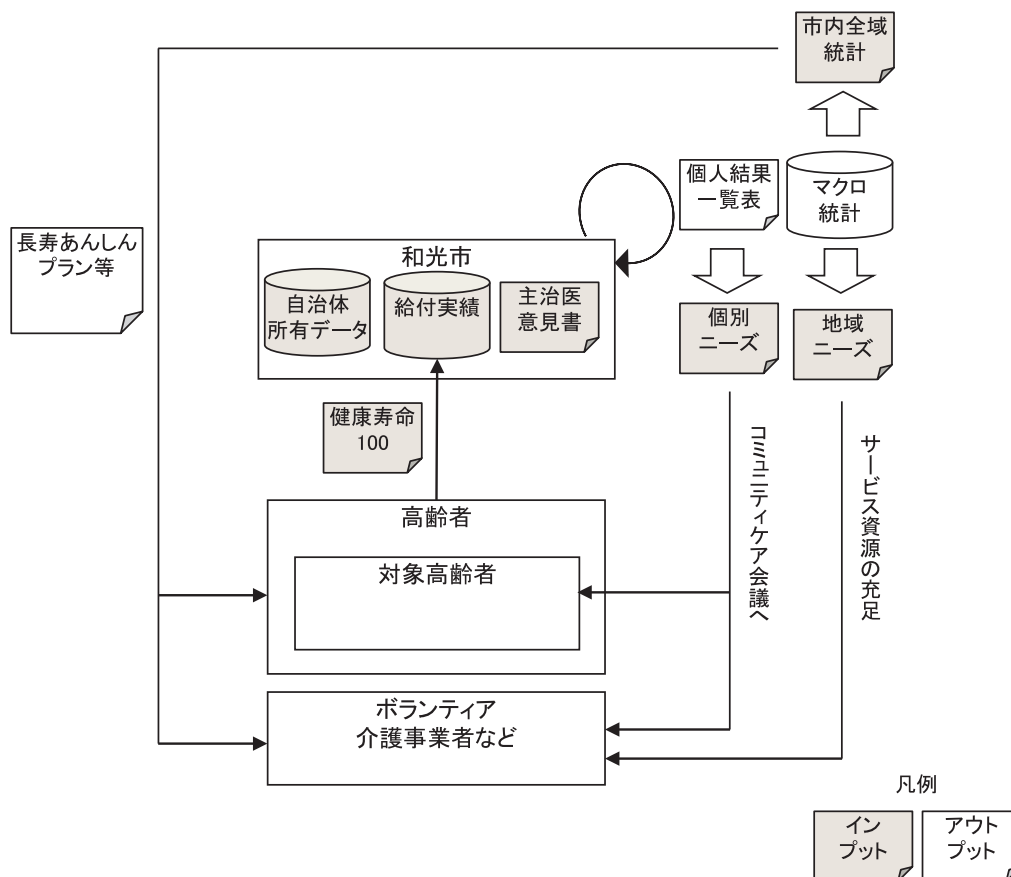 市内全域
統計
個人結果
一覧表
マクロ
統計
長寿あんしん
プラン等
和光市
自治体
所有データ
給付実績
主治医
意見書
個別
ニーズ
地域
ニーズ
健康寿命
100
コミュニティケア会議へ
サービス資源の充足
高齢者
対象高齢者
ボランティア
介護事業者など
凡例
イン
プット
アウト
プット